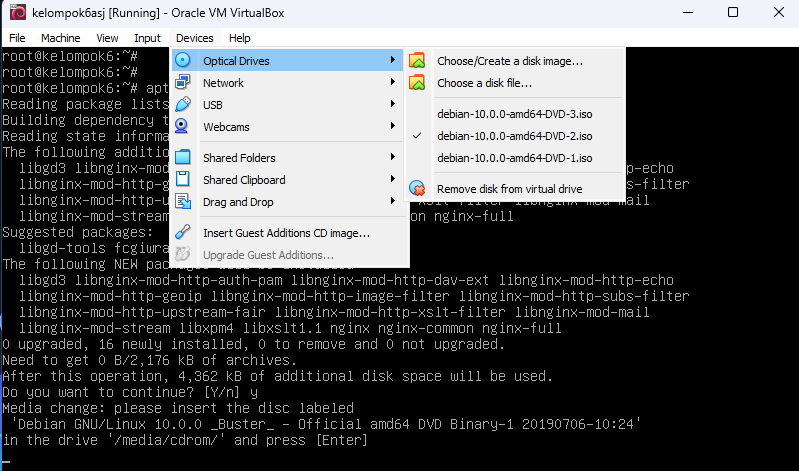 kelompok6asj [Running] - Oracle VM VirtualBox
File Machine View Input Devices Help
root@kelompok6:~#
root@kelompok6:~#
root@kelompok6:~# apt
Reading package lists
Building dependency t
Reading state informa
The following additio
libgd3 libnginx-mod
libnginx-mod-http-g
libnginx-mod-http-u
libnginx-mod-stream
Suggested packages:
libgd-tools fcgiwra
Optical Drives
Network
USB
Webcams
Shared Folders
Shared Clipboard
Drag and Drop
Insert Guest Additions CD image...
Upgrade Guest Additions...
Choose/Create a disk image...
Choose a disk file...
debian-10.0.0-amd64-DVD-3.iso
debian-10.0.0-amd64-DVD-2.iso
debian-10.0.0-amd64-DVD-1.iso
Remove disk from virtual drive
p-echo
s-filter
mail
on nginx-full
The following NEW
libgd3 libnginx-mod-http-auth-pam libnginx-mod-http-dav-ext libnginx-mod-http-echo
libnginx-mod-http-geoip libnginx-mod-http-image-filter libnginx-mod-http-subs-filter
libnginx-mod-http-upstream-fair libnginx-mod-http-xslt-filter libnginx-mod-mail
libnginx-mod-stream libxpm4 libxslt1.1 nginx nginx-common nginx-full
0 upgraded, 16 newly installed, 0 to remove and 0 not upgraded.
Need to get 0 B/2,176 kB of archives.
After this operation, 4,362 kB of additional disk space will be used.
Do you want to continue? [Y/n] y
Media change: please insert the disc labeled
'Debian GNU/Linux 10.0.0 _Buster_ - Official amd64 DVD Binary-1 20190706-10:24'
in the drive '/media/cdrom/' and press [Enter]